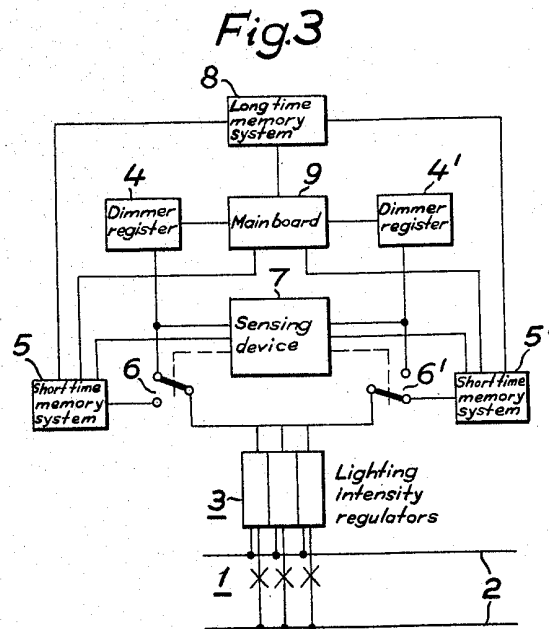 Fig.3
8
Long time
memory
system
4
Dimmer
register
9
Main board
4'
Dimmer
register
7
Sensing
device
5
Short time
memory
system
6
6'
5'
Short time
memory
system
3
Lighting
intensity
regulators
1
2